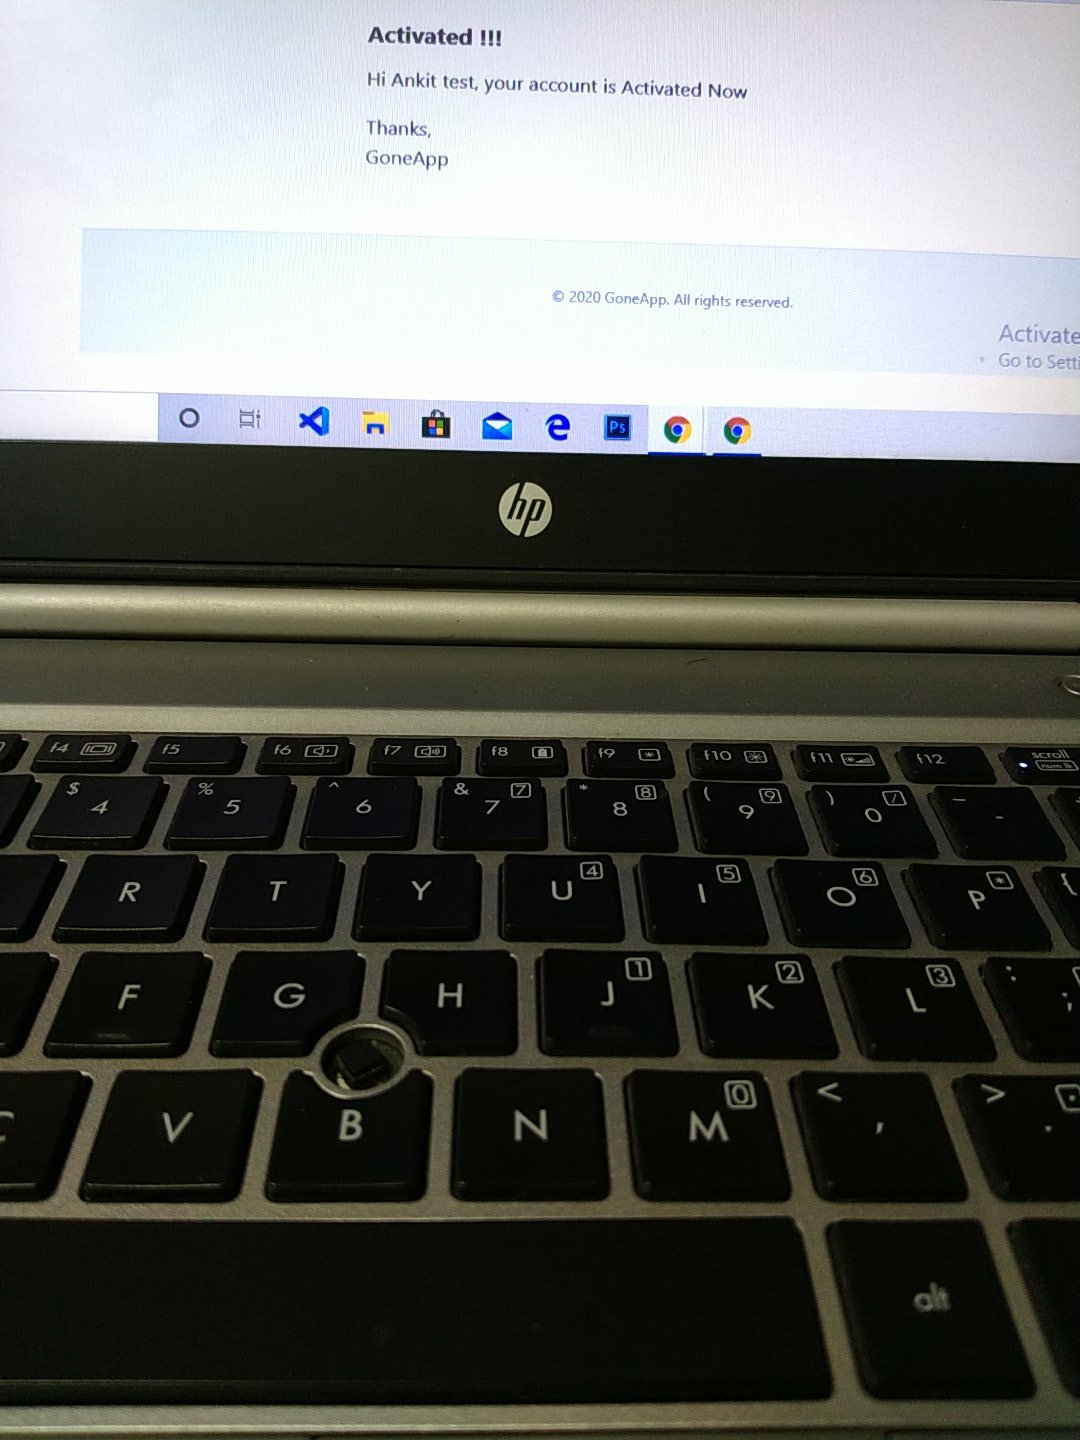 Activated !!!
Hi Ankit test, your account is Activated Now
Thanks,
GoneApp
© 2020 GoneApp. All rights reserved.
Activate
Go to Setti
Ps
hp
f4 f5 f6 f7 f8 f9 f10 f11 f12 scroll
num lk
$ 4 % 5 ^ 6 & 7 7 * 8 8 ( 9 9 ) 0 / _ -
R T Y U 4 I 5 O 6 P * {
F G H J 1 K 2 L 3 : ;
C V B N M 0 < , > .
alt